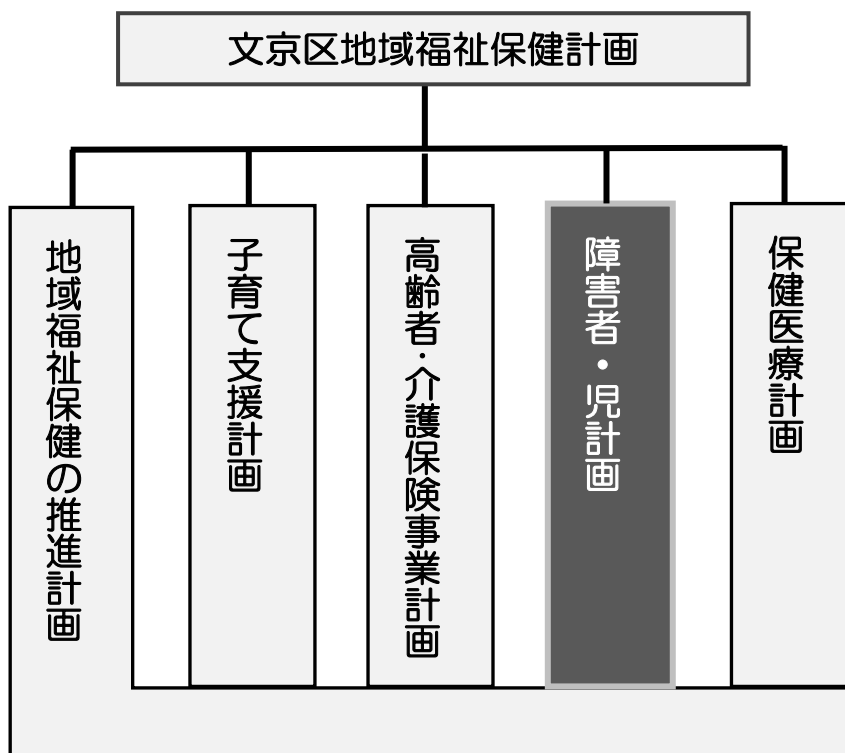 文京区地域福祉保健計画
地域福祉保健の推進計画
子育て支援計画
高齢者・介護保険事業計画
障害者・児計画
保健医療計画